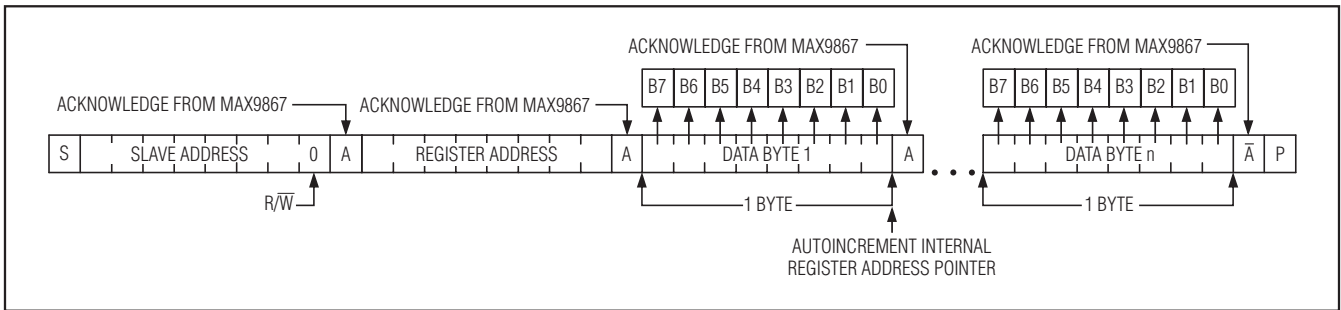 ACKNOWLEDGE FROM MAX9867 ACKNOWLEDGE FROM MAX9867
B7 B6 B5 B4 B3 B2 B1 B0 B7 B6 B5 B4 B3 B2 B1 B0
ACKNOWLEDGE FROM MAX9867 ACKNOWLEDGE FROM MAX9867
S SLAVE ADDRESS 0 A REGISTER ADDRESS A DATA BYTE 1 A • • • DATA BYTE n A̅ P
R/W̅ 1 BYTE 1 BYTE
AUTOINCREMENT INTERNAL
REGISTER ADDRESS POINTER